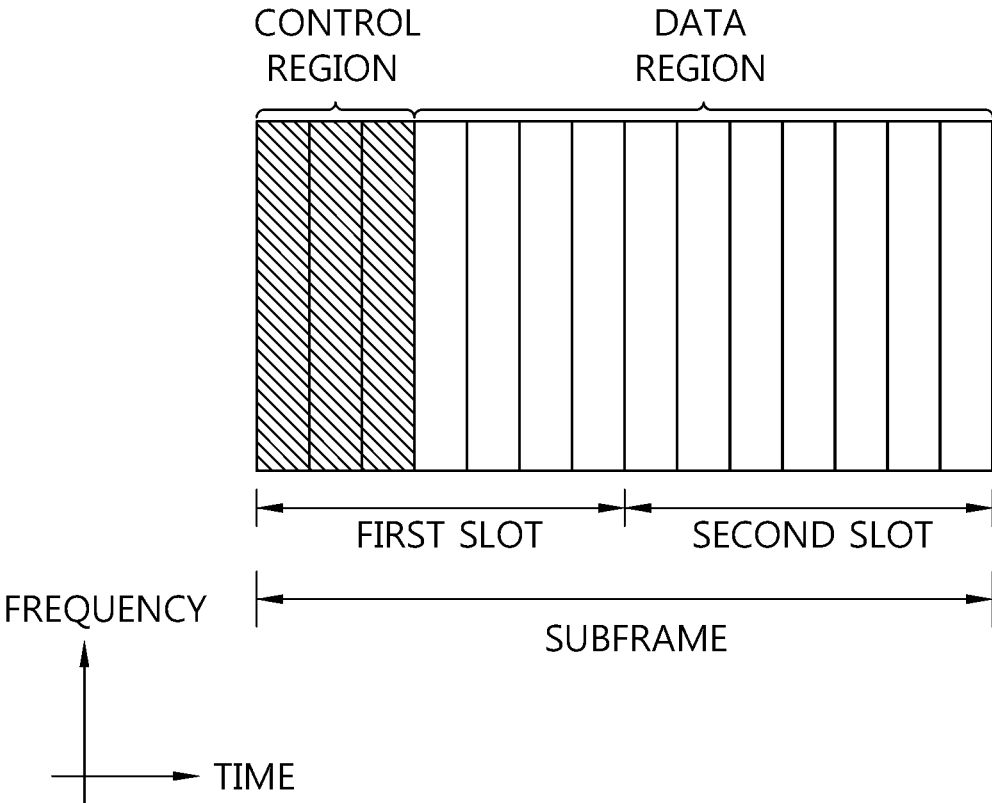 CONTROL
REGION
DATA
REGION
FIRST SLOT
SECOND SLOT
SUBFRAME
FREQUENCY
TIME